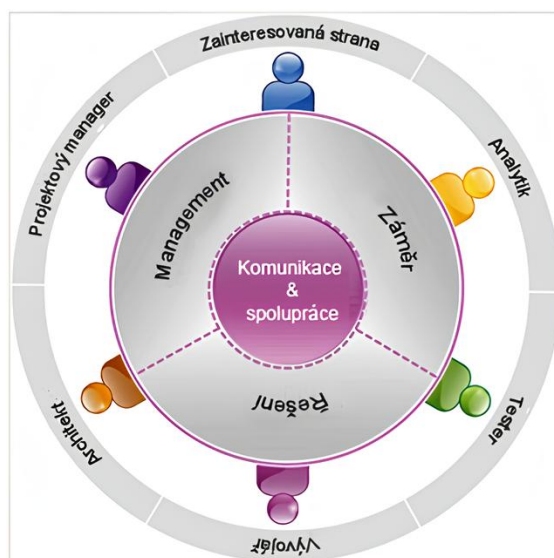 Zainteresovaná strana
Projektový manager
Analytik
Management
Záměr
Komunikace
&
spolupráce
Řešení
Architekt
Tester
Vývojář